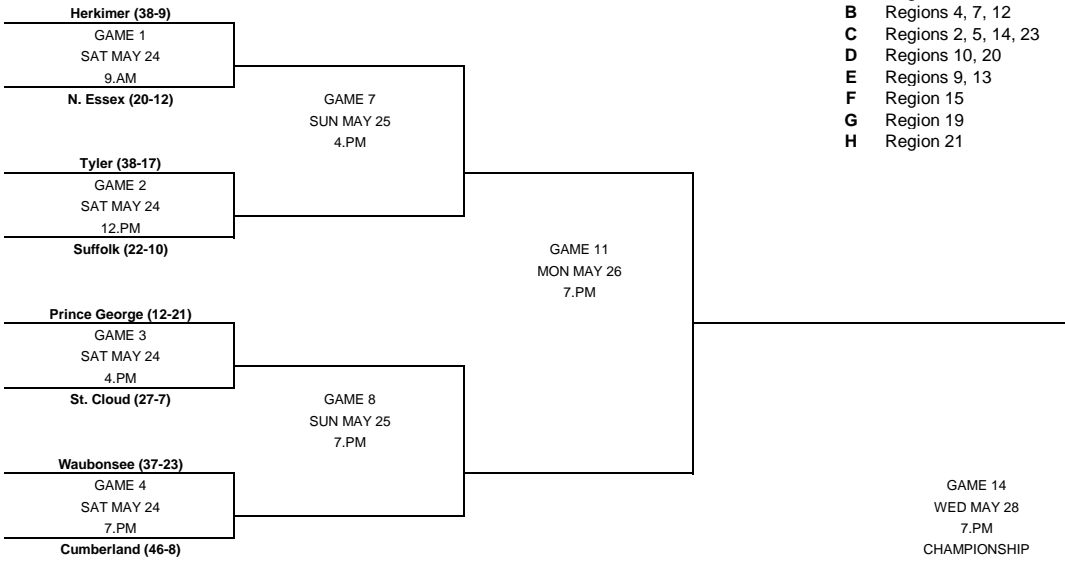 Herkimer (38-9)
GAME 1
SAT MAY 24
9.AM
N. Essex (20-12)
GAME 7
SUN MAY 25
4.PM
Tyler (38-17)
GAME 2
SAT MAY 24
12.PM
Suffolk (22-10)
GAME 11
MON MAY 26
7.PM
Prince George (12-21)
GAME 3
SAT MAY 24
4.PM
St. Cloud (27-7)
GAME 8
SUN MAY 25
7.PM
Waubonsee (37-23)
GAME 4
SAT MAY 24
7.PM
Cumberland (46-8)
B Regions 4, 7, 12
C Regions 2, 5, 14, 23
D Regions 10, 20
E Regions 9, 13
F Region 15
G Region 19
H Region 21
GAME 14
WED MAY 28
7.PM
CHAMPIONSHIP